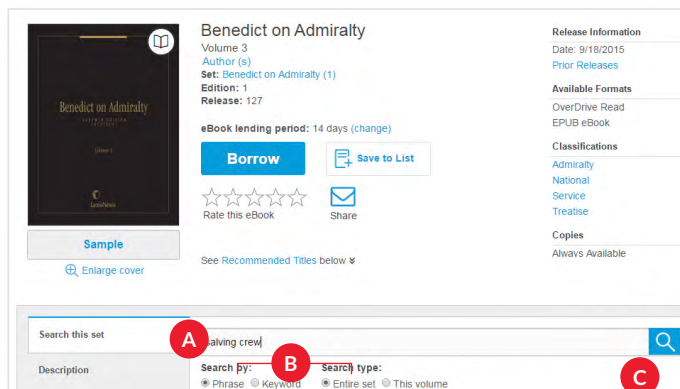 Benedict on Admiralty
Volume 3
Author (s)
Set: Benedict on Admiralty (1)
Edition: 1
Release: 127
eBook lending period: 14 days (change)
Borrow
Save to List
Rate this eBook
Share
See Recommended Titles below
Benedict on Admiralty
Volume 3
LexisNexis
Sample
Enlarge cover
Release Information
Date: 9/18/2015
Prior Releases
Available Formats
OverDrive Read
EPUB eBook
Classifications
Admiralty
National
Service
Treatise
Copies
Always Available
Search this set
Description
A
alving crew
B
Search by:
Search type:
Phrase Keyword
Entire set This volume
C